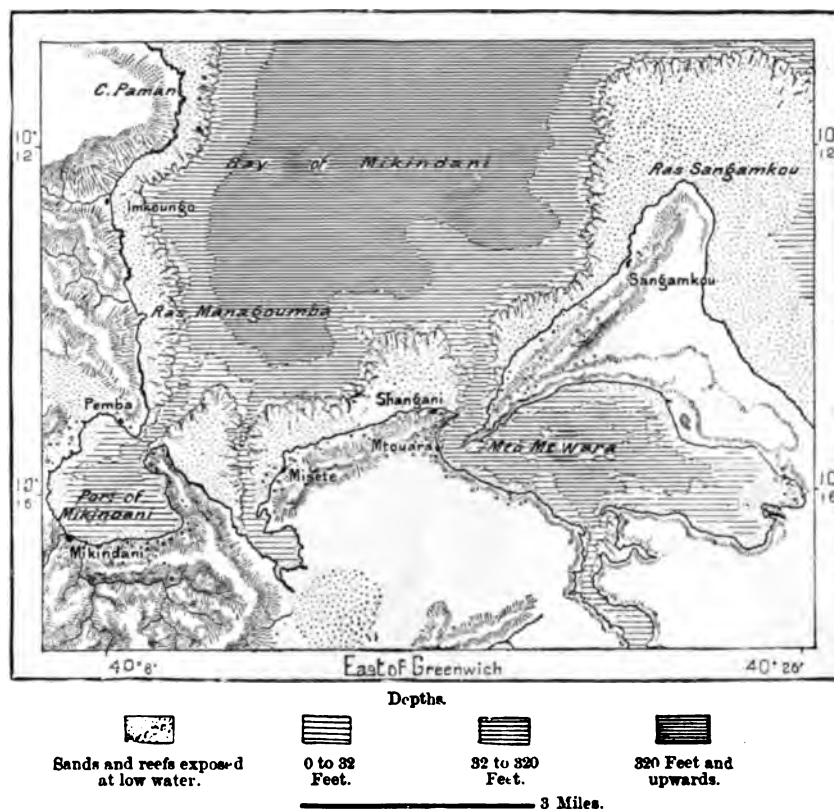 C. Paman
10°
12'
10°
12
Bay of Mikindani
Ras Sangamkou
Imkoungo
Sangamkou
Ras Managoumba
Shangani
Pemba
Mtouara
Mto Mtwara
Misete
10
16
10
16
Port of
Mikindani
Mikindani
40°8'
East of Greenwich
40°26'
Depths.
Sands and reefs exposed
at low water.
0 to 32
Feet.
32 to 320
Feet.
320 Feet and
upwards.
3 Miles.